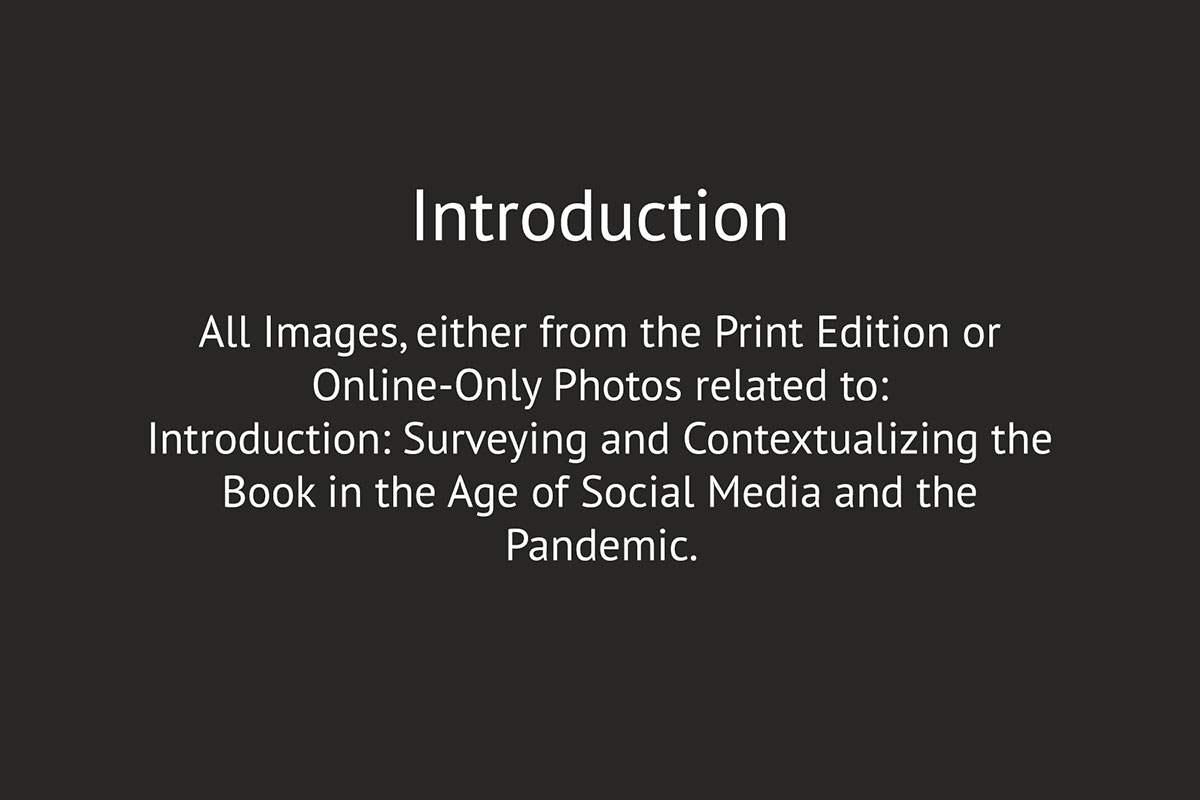 Introduction
All Images, either from the Print Edition or
Online-Only Photos related to:
Introduction: Surveying and Contextualizing the
Book in the Age of Social Media and the
Pandemic.